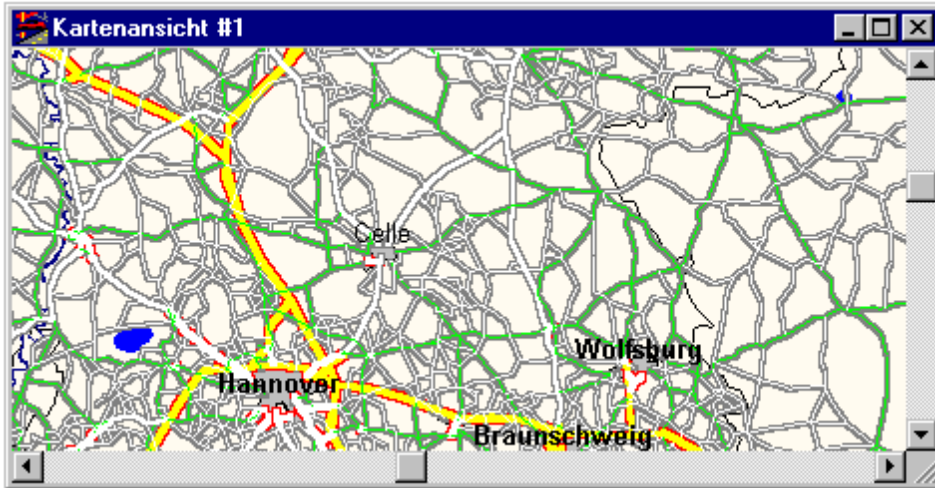 Kartenansicht #1
Celle
Wolfsburg
Hannover
Braunschweig